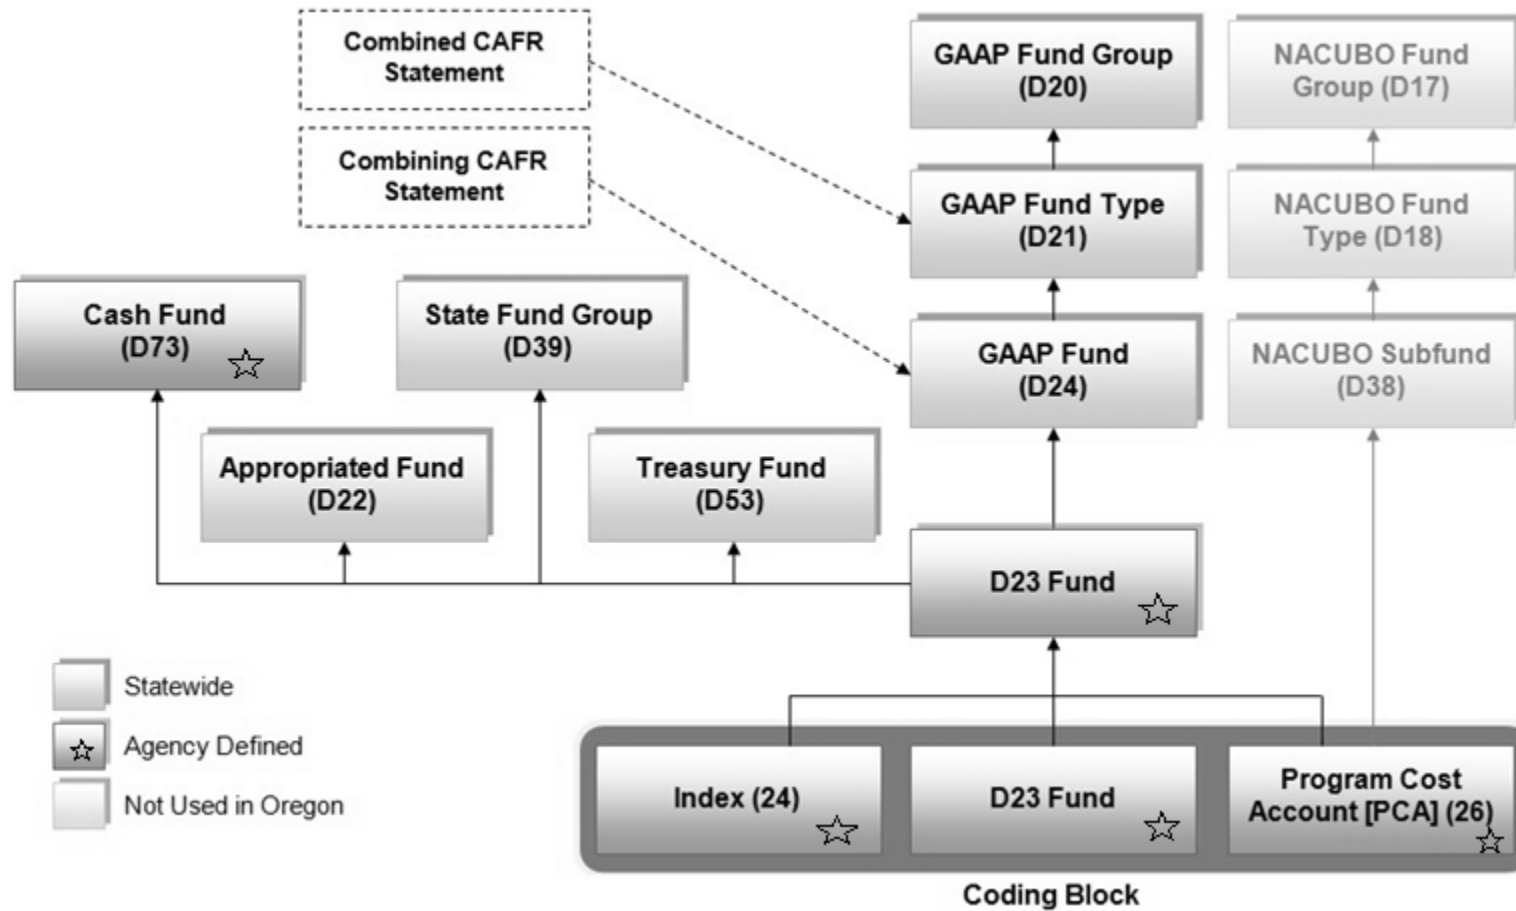 Combined CAFR
Statement
GAAP Fund Group
(D20)
NACUBO Fund
Group (D17)
Combining CAFR
Statement
GAAP Fund Type
(D21)
NACUBO Fund
Type (D18)
Cash Fund
(D73)
State Fund Group
(D39)
GAAP Fund
(D24)
NACUBO Subfund
(D38)
Appropriated Fund
(D22)
Treasury Fund
(D53)
D23 Fund
Statewide
Agency Defined
Not Used in Oregon
Index (24)
D23 Fund
Program Cost
Account [PCA] (26)
Coding Block